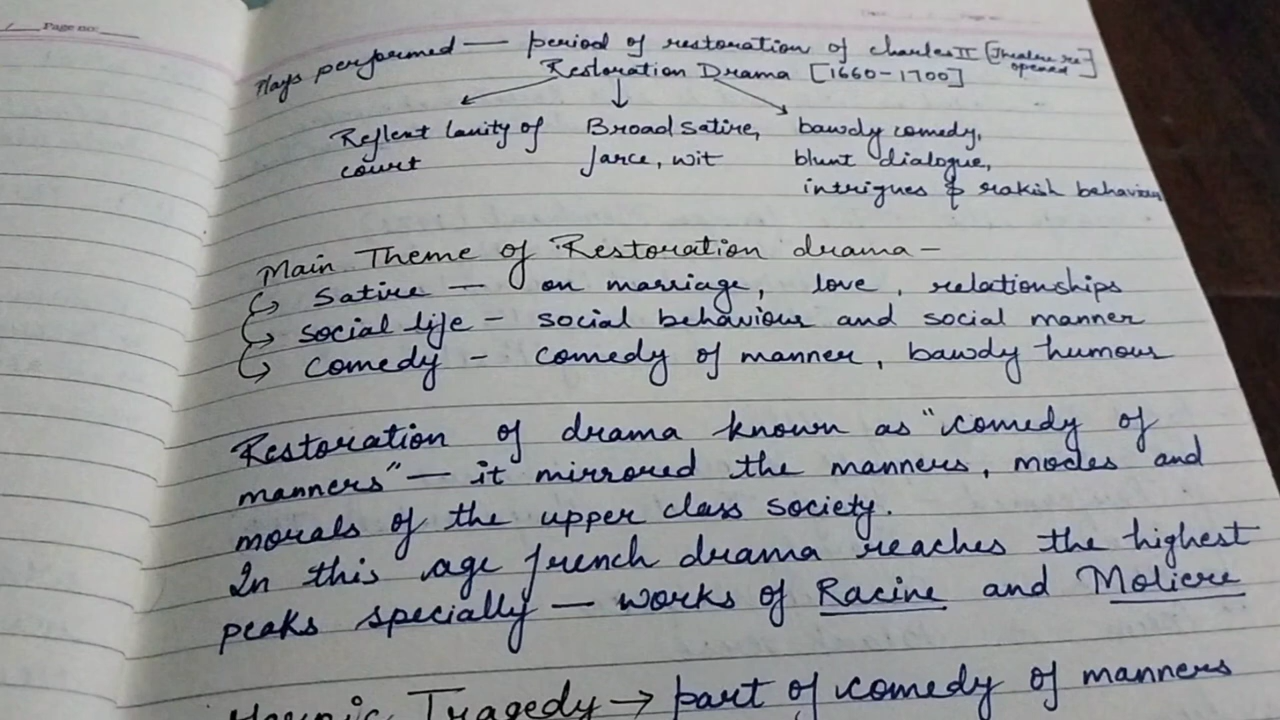 Page no:
Plays performed — period of restoration of charles II [Theatre re-opened]
Restoration Drama [1660-1700]
Reflent lanity of court
Broad satire, farce, wit
bawdy comedy, blunt dialogue, intrigues & rakish behaviour
Main Theme of Restoration drama —
Satire — on marriage, love, relationships
social life — social behaviour and social manner
comedy — comedy of manner, bawdy humour
Restoration of drama known as "comedy of
manners" — it mirrored the manners, modes and
morals of the upper class society.
In this age french drama reaches the highest
peaks specially — works of Racine and Moliere
Tragedy → part of comedy of manners